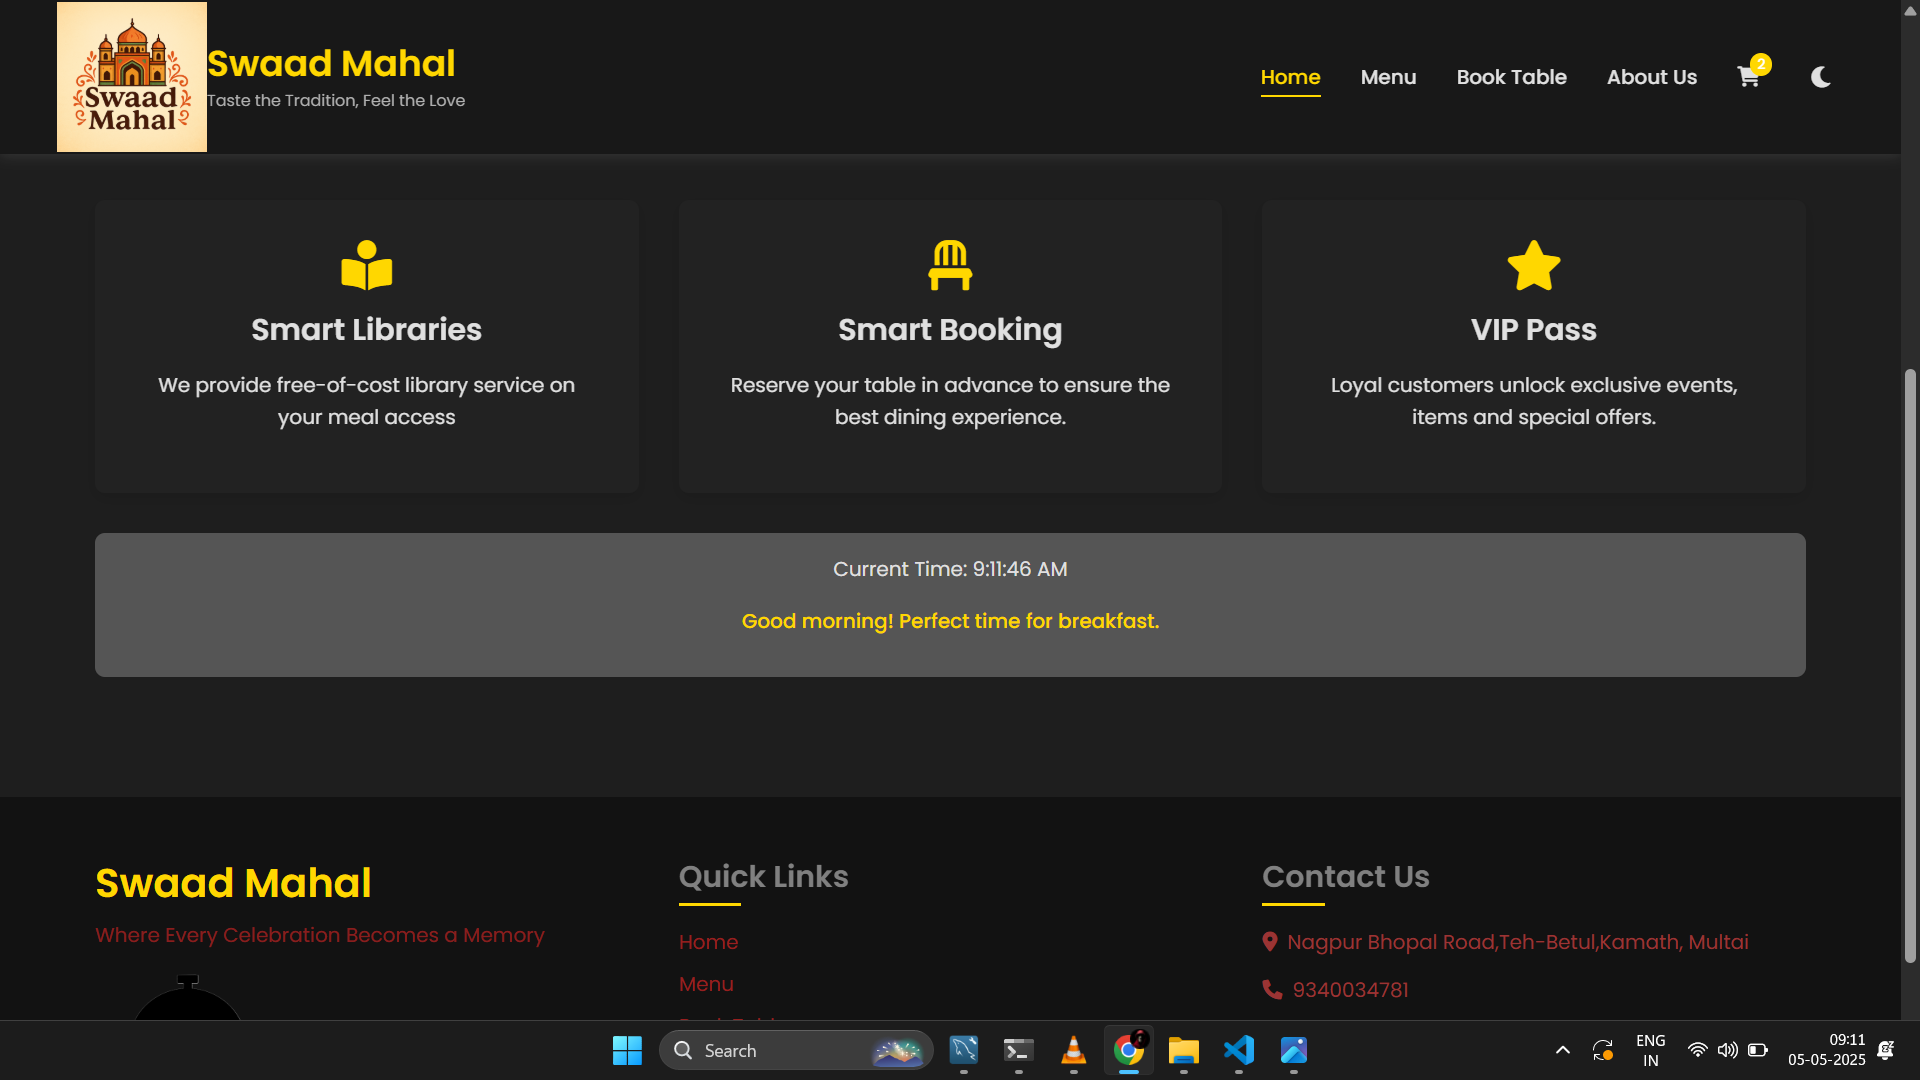 Swaad
Mahal
Swaad Mahal
Taste the Tradition, Feel the Love
Home
Menu
Book Table
About Us
2
Smart Libraries
We provide free-of-cost library service on
your meal access
Smart Booking
Reserve your table in advance to ensure the
best dining experience.
VIP Pass
Loyal customers unlock exclusive events,
items and special offers.
Current Time: 9:11:46 AM
Good morning! Perfect time for breakfast.
Swaad Mahal
Where Every Celebration Becomes a Memory
Quick Links
Home
Menu
Contact Us
Nagpur Bhopal Road,Teh-Betul,Kamath, Multai
9340034781
Search
ENG
IN
09:11
05-05-2025